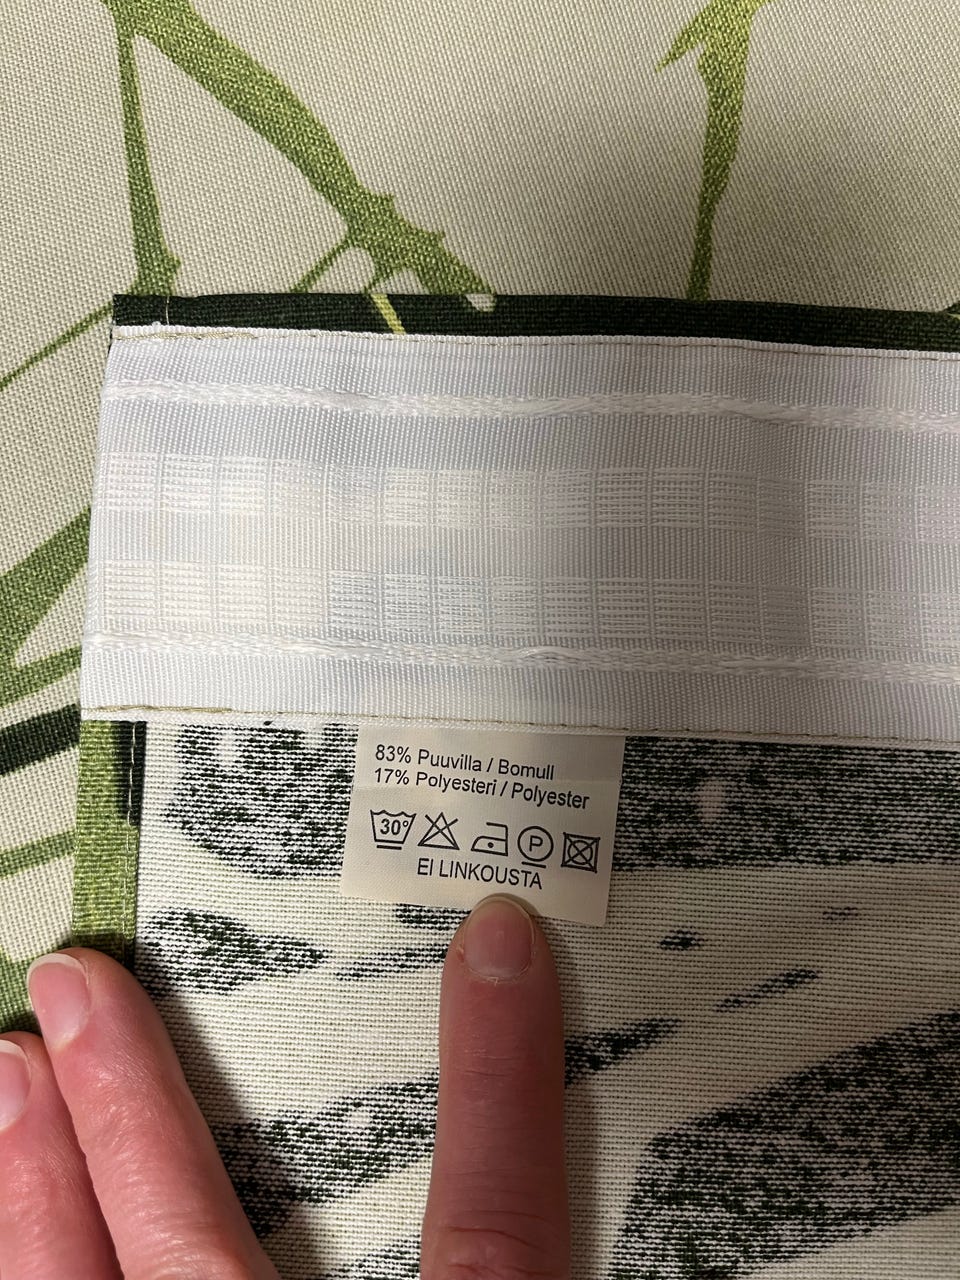 83% Puuvilla / Bomull
17% Polyesteri / Polyester
30° P
EI LINKOUSTA